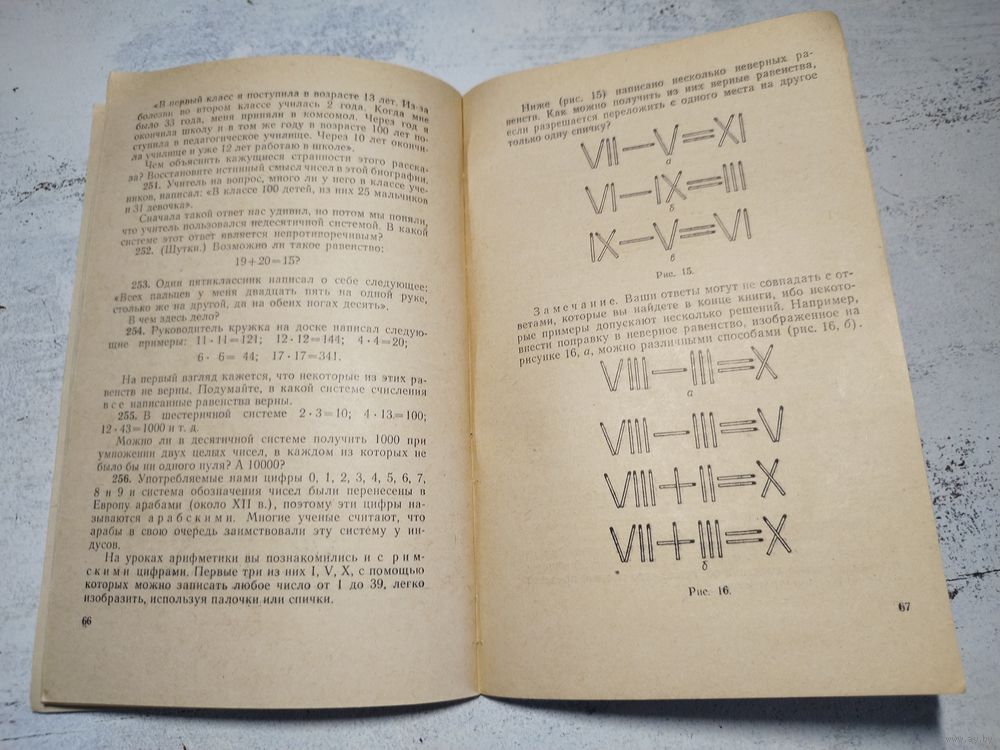 «В первый класс я поступила в возрасте 13 лет. Из-за
болезни во втором классе училась 2 года. Когда мне
было 33 года, меня приняли в комсомол. Через год я
окончила школу и в том же году в возрасте 100 лет по-
ступила в педагогическое училище. Через 10 лет окончи-
ла училище и уже 12 лет работаю в школе».
Чем объяснить кажущиеся странности этого расска-
за? Восстановите истинный смысл чисел в этой биографии.
251. Учитель на вопрос, много ли у него в классе уче-
ников, написал: «В классе 100 детей, из них 25 мальчиков
и 31 девочка».
Сначала такой ответ нас удивил, но потом мы поняли,
что учитель пользовался недесятичной системой. В какой
системе этот ответ является непротиворечивым?
252. (Шутки.) Возможно ли такое равенство:
19+20=15?
253. Один пятиклассник написал о себе следующее:
«Всех пальцев у меня двадцать пять на одной руке,
столько же на другой, да на обеих ногах десять».
В чем здесь дело?
254. Руководитель кружка на доске написал следую-
щие примеры: 11·11=121; 12·12=144; 4·4=20;
6·6= 44; 17·17=341.
На первый взгляд кажется, что некоторые из этих ра-
венств не верны. Подумайте, в какой системе счисления
все написанные равенства верны.
255. В шестеричной системе 2·3=10; 4·13=100;
12·43=1000 и т. д.
Можно ли в десятичной системе получить 1000 при
умножении двух целых чисел, в каждом из которых не
было бы ни одного нуля? А 10000?
256. Употребляемые нами цифры 0, 1, 2, 3, 4, 5, 6, 7,
8 и 9 и система обозначения чисел были перенесены в
Европу арабами (около XII в.), поэтому эти цифры на-
зываются арабскими. Многие ученые считают, что
арабы в свою очередь заимствовали эту систему у ин-
дусов.
На уроках арифметики вы познакомились и с рим-
скими цифрами. Первые три из них I, V, X, с помощью
которых можно записать любое число от 1 до 39, легко
изобразить, используя палочки или спички.
66
Ниже (рис. 15) написано несколько неверных ра-
венств. Как можно получить из них верные равенства,
если разрешается переложить с одного места на другое
только одну спичку?
VII—V=XI
а
VI—IX=III
б
IX—V=VI
в
Рис. 15.
Замечание. Ваши ответы могут не совпадать с от-
ветами, которые вы найдете в конце книги, ибо некото-
рые примеры допускают несколько решений. Например,
внести поправку в неверное равенство, изображенное на
рисунке 16, а, можно различными способами (рис. 16, б).
VIIII—III=X
а
VIIII—III=V
VIII+II=X
VII+III=X
б
Рис. 16.
67
www.ay.by